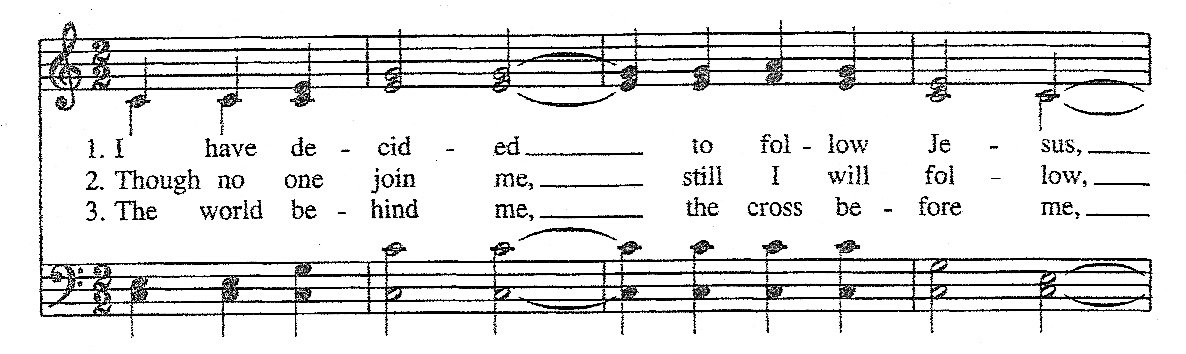 1. I have de - cid - ed to fol - low Je - sus,
2. Though no one join me, still I will fol - low,
3. The world be - hind me, the cross be - fore me,